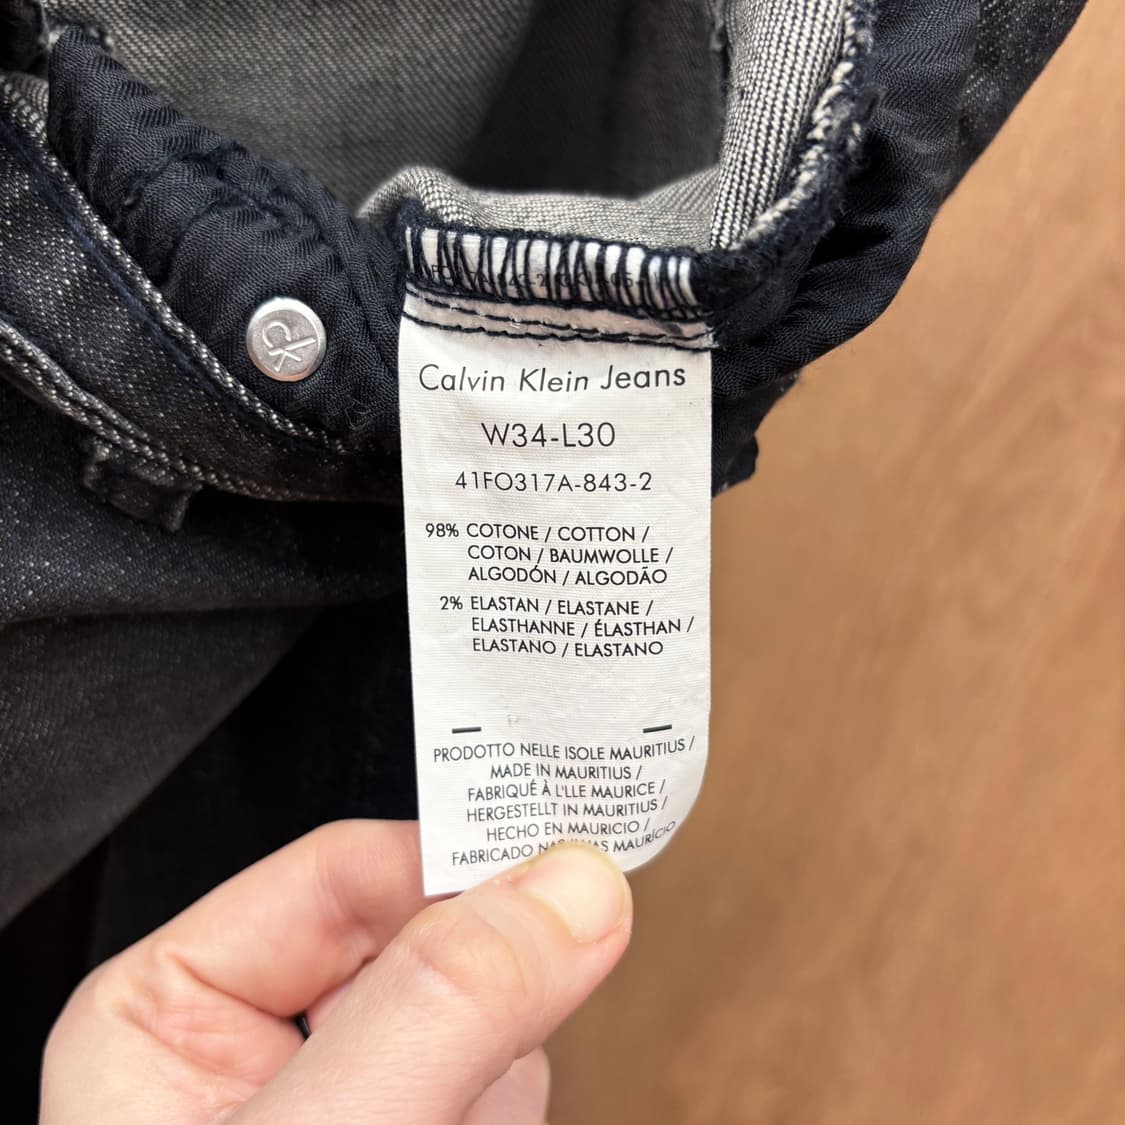 ck
Calvin Klein Jeans
W34-L30
41FO317A-843-2
98% COTONE / COTTON /
COTON / BAUMWOLLE /
ALGODÓN / ALGODÃO
2% ELASTAN / ELASTANE /
ELASTHANNE / ÉLASTHAN /
ELASTANO / ELASTANO
PRODOTTO NELLE ISOLE MAURITIUS /
MADE IN MAURITIUS /
FABRIQUÉ À L'LLE MAURICE /
HERGESTELLT IN MAURITIUS /
HECHO EN MAURICIO /
FABRICADO MAURÍCIO